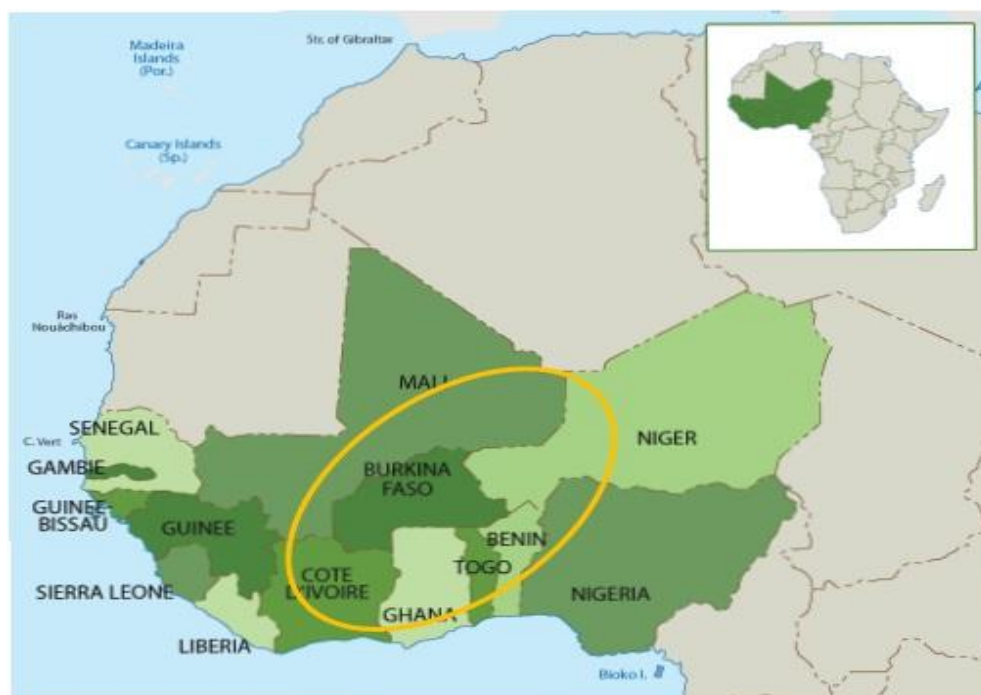 Str. of Gibraltar
Madeira
Islands
(Por.)
Canary Islands
(Sp.)
Ras
Nouâdhibou
MALI
SENEGAL
C. Vert
NIGER
GAMBIE
BURKINA
FASO
GUINEE-
BISSAU
GUINEE
BENIN
TOGO
COTE
D'IVOIRE
SIERRA LEONE
NIGERIA
GHANA
LIBERIA
Bioko I.